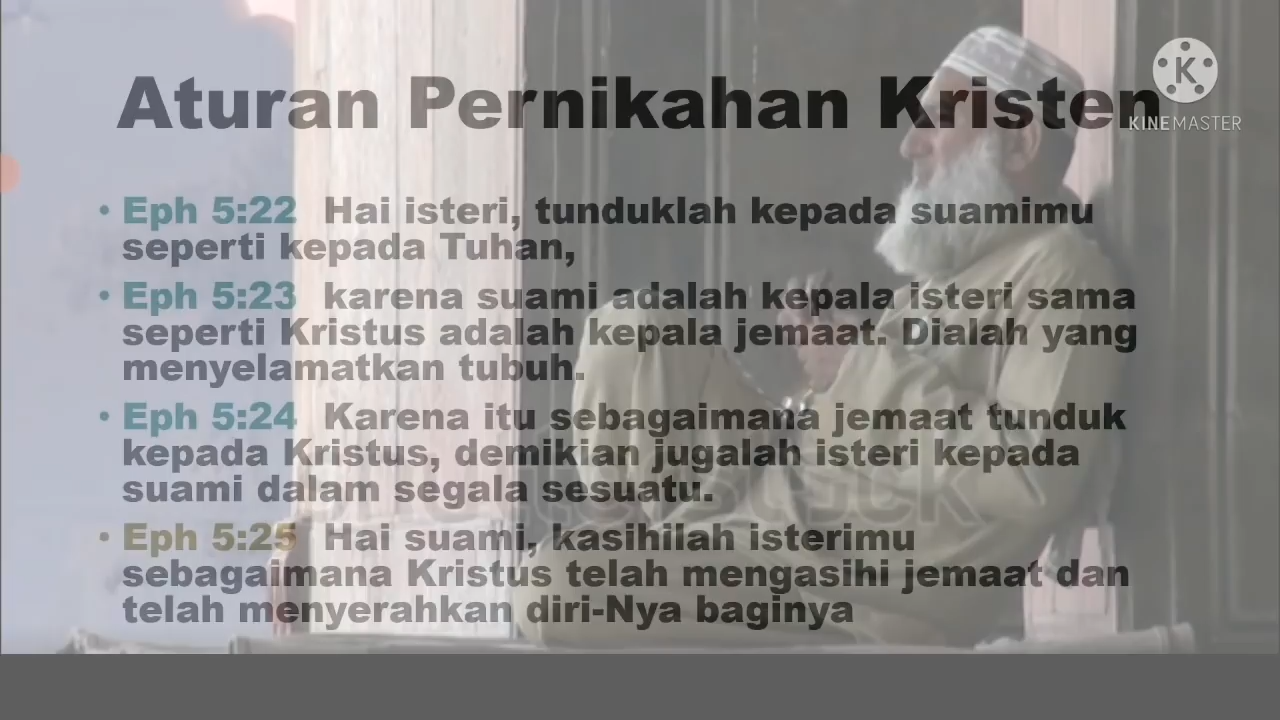 Aturan Pernikahan Kristen
KINEMASTER
• Eph 5:22 Hai isteri, tunduklah kepada suamimu
seperti kepada Tuhan,
• Eph 5:23 karena suami adalah kepala isteri sama
seperti Kristus adalah kepala jemaat. Dialah yang
menyelamatkan tubuh.
• Eph 5:24 Karena itu sebagaimana jemaat tunduk
kepada Kristus, demikian jugalah isteri kepada
suami dalam segala sesuatu.
• Eph 5:25 Hai suami, kasihilah isterimu
sebagaimana Kristus telah mengasihi jemaat dan
telah menyerahkan diri-Nya baginya